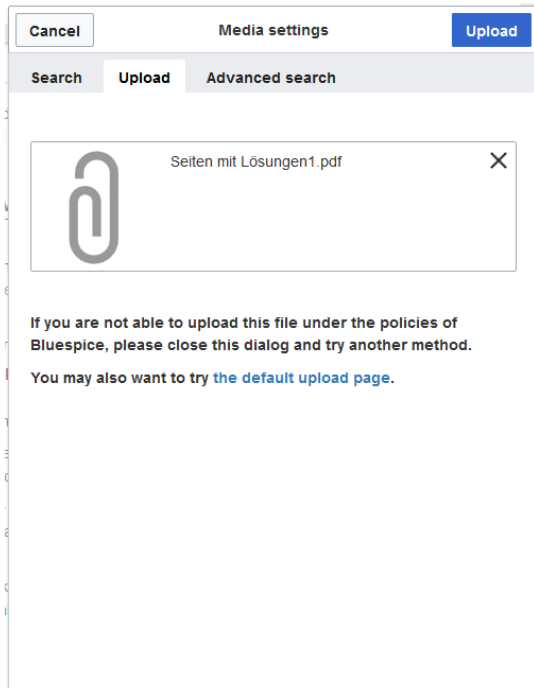 Cancel Media settings Upload
Search Upload Advanced search
Seiten mit Lösungen1.pdf
If you are not able to upload this file under the policies of
Bluespice, please close this dialog and try another method.
You may also want to try the default upload page.